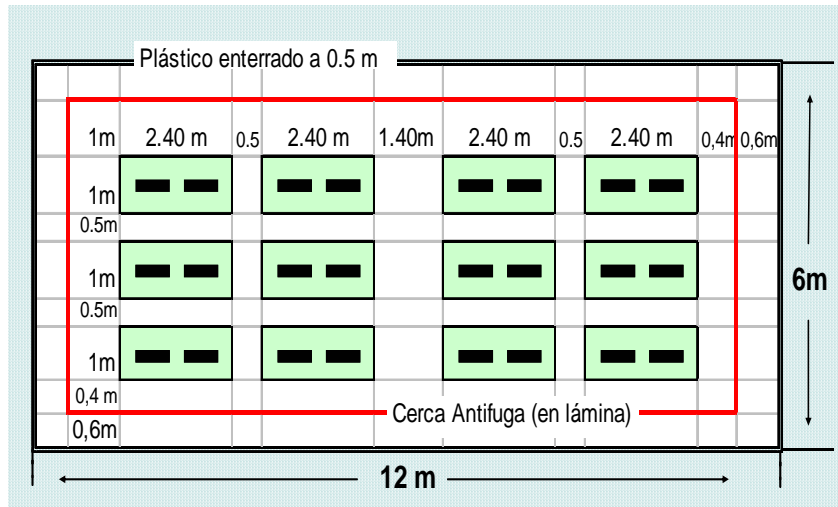 Plástico enterrado a 0.5 m
1m 2.40 m 0.5 2.40 m 1.40m 2.40 m 0.5 2.40 m 0,4m 0,6m
1m
0.5m
1m
0.5m
1m
0,4 m
0,6m
Cerca Antifuga (en lámina)
6m
12 m